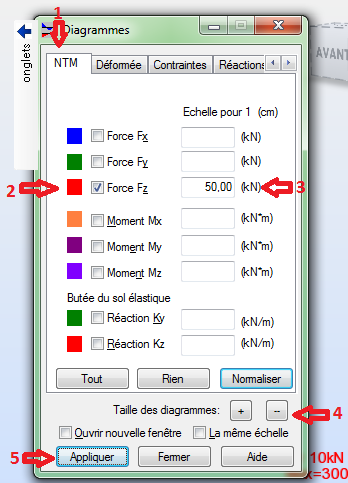 1
Diagrammes
onglets
AVANT
NTM Déformée Contraintes Réactions
Echelle pour 1 (cm)
Force Fx (kN)
Force Fy (kN)
2 Force Fz 50,00 (kN) 3
Moment Mx (kN*m)
Moment My (kN*m)
Moment Mz (kN*m)
Butée du sol élastique
Réaction Ky (kN/m)
Réaction Kz (kN/m)
Tout Rien Normaliser
Taille des diagrammes: + -- 4
Ouvrir nouvelle fenêtre La même échelle
5 Appliquer Fermer Aide
10kN
x=300